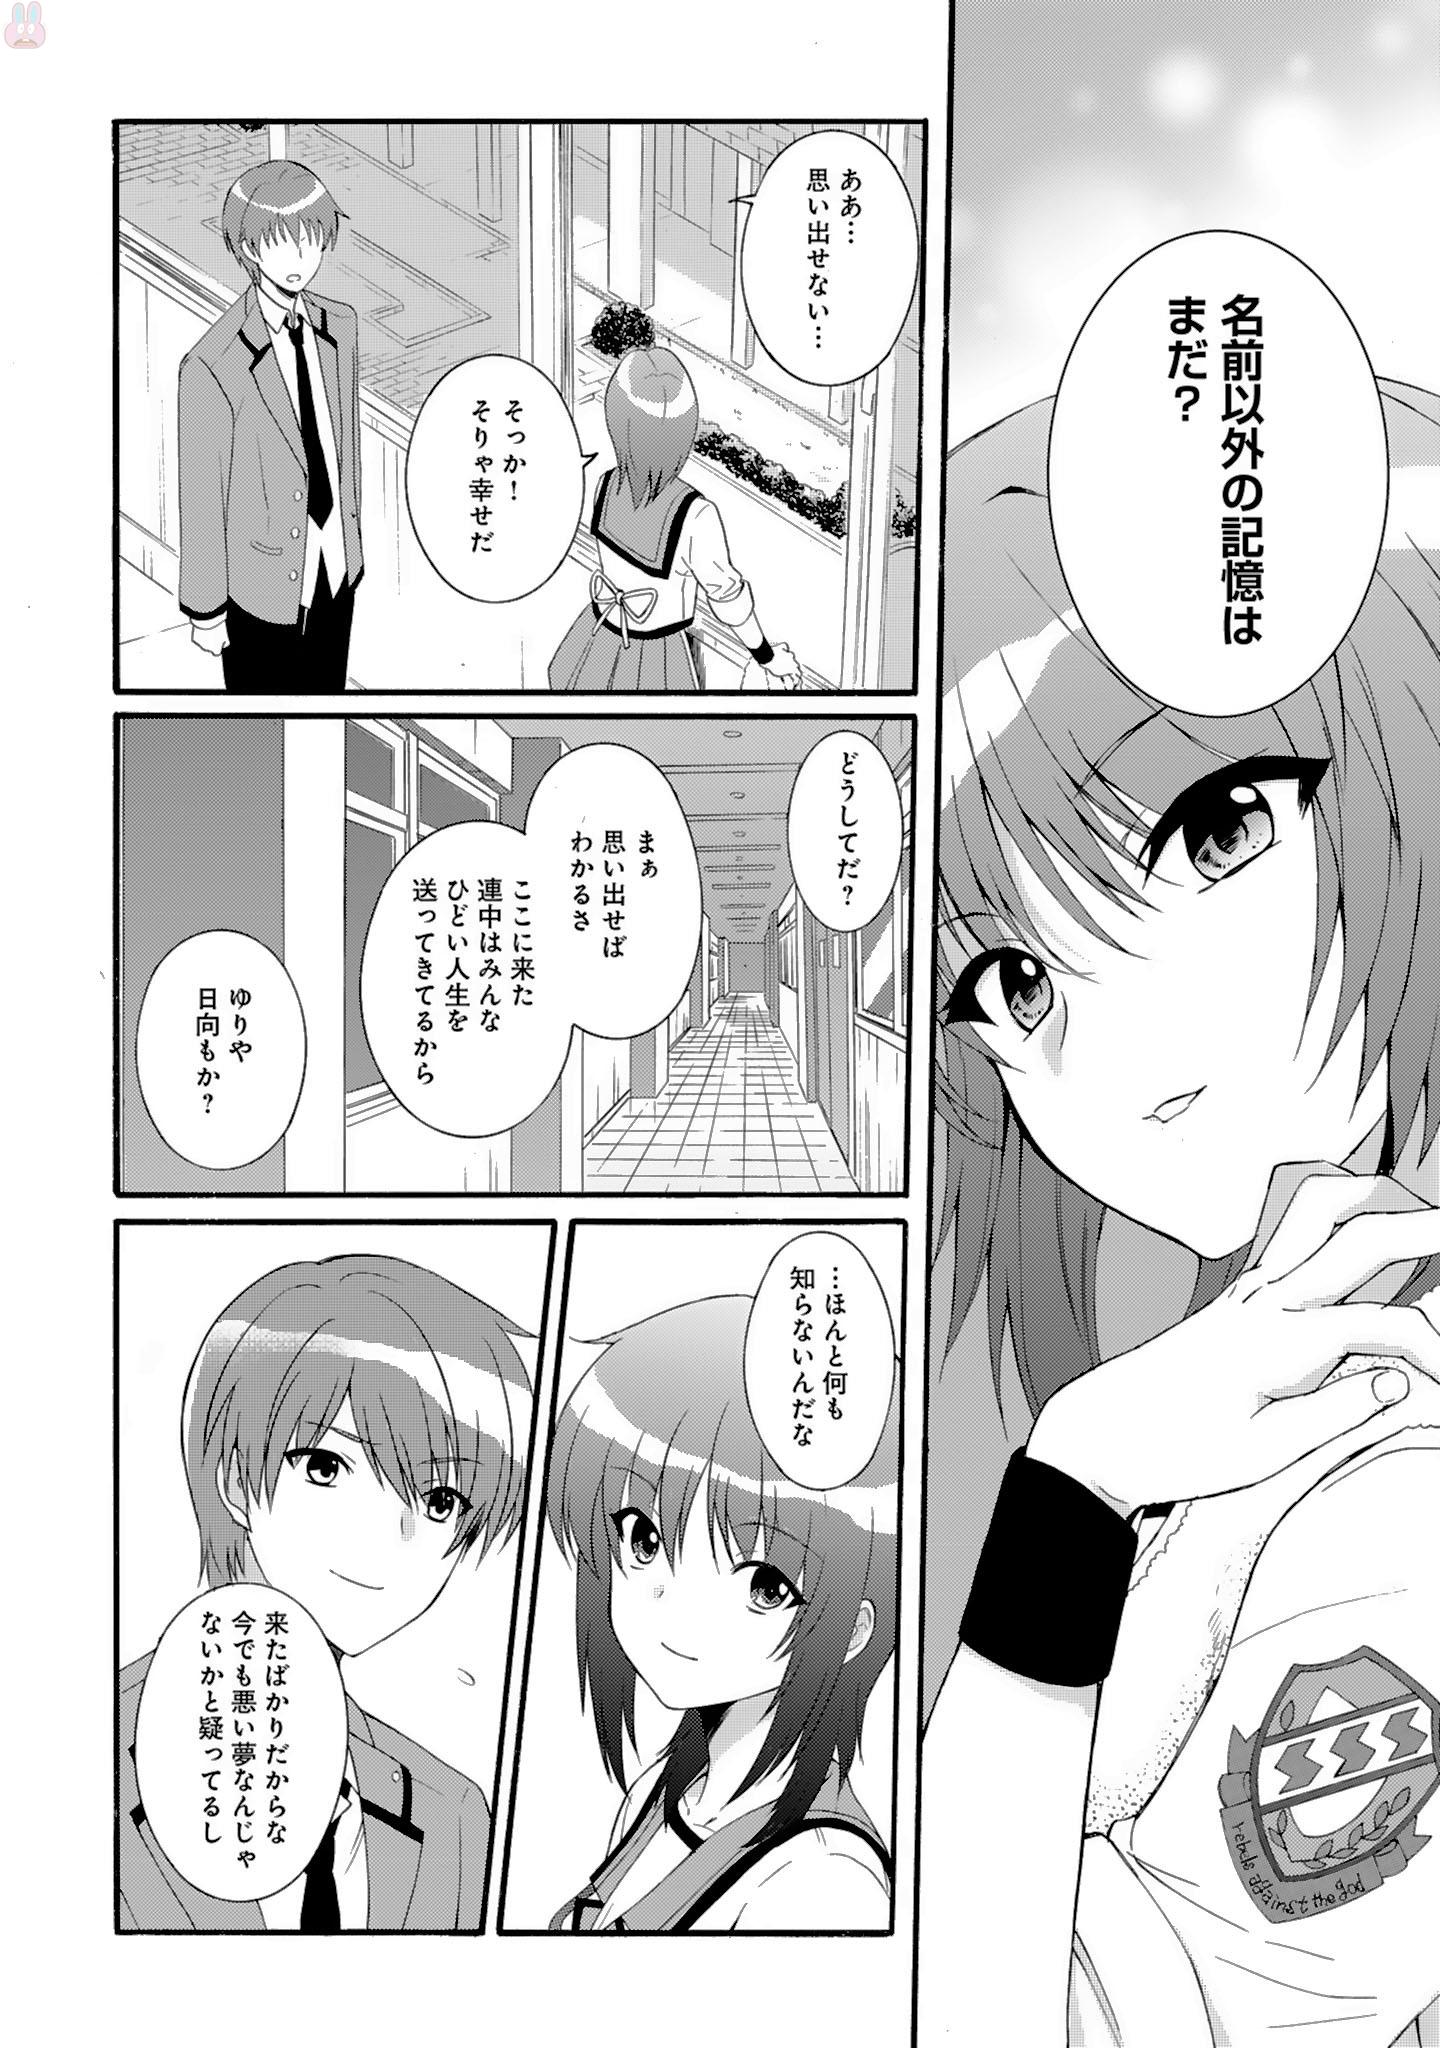 名前以外の記憶は
まだ？
ああ…
思い出せない…
そっか！
そりゃ幸せだ
どうしてだ？
まぁ
思い出せば
わかるさ
ここに来た
連中はみんな
ひどい人生を
送ってきてるから
ゆりや
日向もか？
…ほんと何も
知らないんだな
来たばかりだからな
今でも悪い夢なんじゃ
ないかと疑ってるし
SSS
rebels against the god